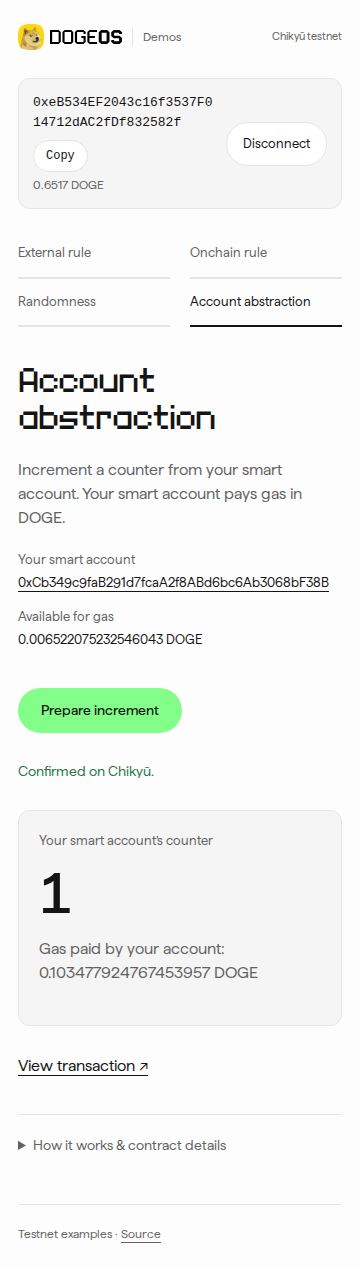 DOGEOS
Demos
Chikyū testnet
0xeB534EF2043c16f3537F0
14712dAC2fDf832582f
Copy
Disconnect
0.6517 DOGE
External rule
Onchain rule
Randomness
Account abstraction
Account
abstraction
Increment a counter from your smart
account. Your smart account pays gas in
DOGE.
Your smart account
0xCb349c9faB291d7fcaA2f8ABd6bc6Ab3068bF38B
Available for gas
0.006522075232546043 DOGE
Prepare increment
Confirmed on Chikyū.
Your smart account's counter
1
Gas paid by your account:
0.103477924767453957 DOGE
View transaction ↗
▶ How it works & contract details
Testnet examples · Source